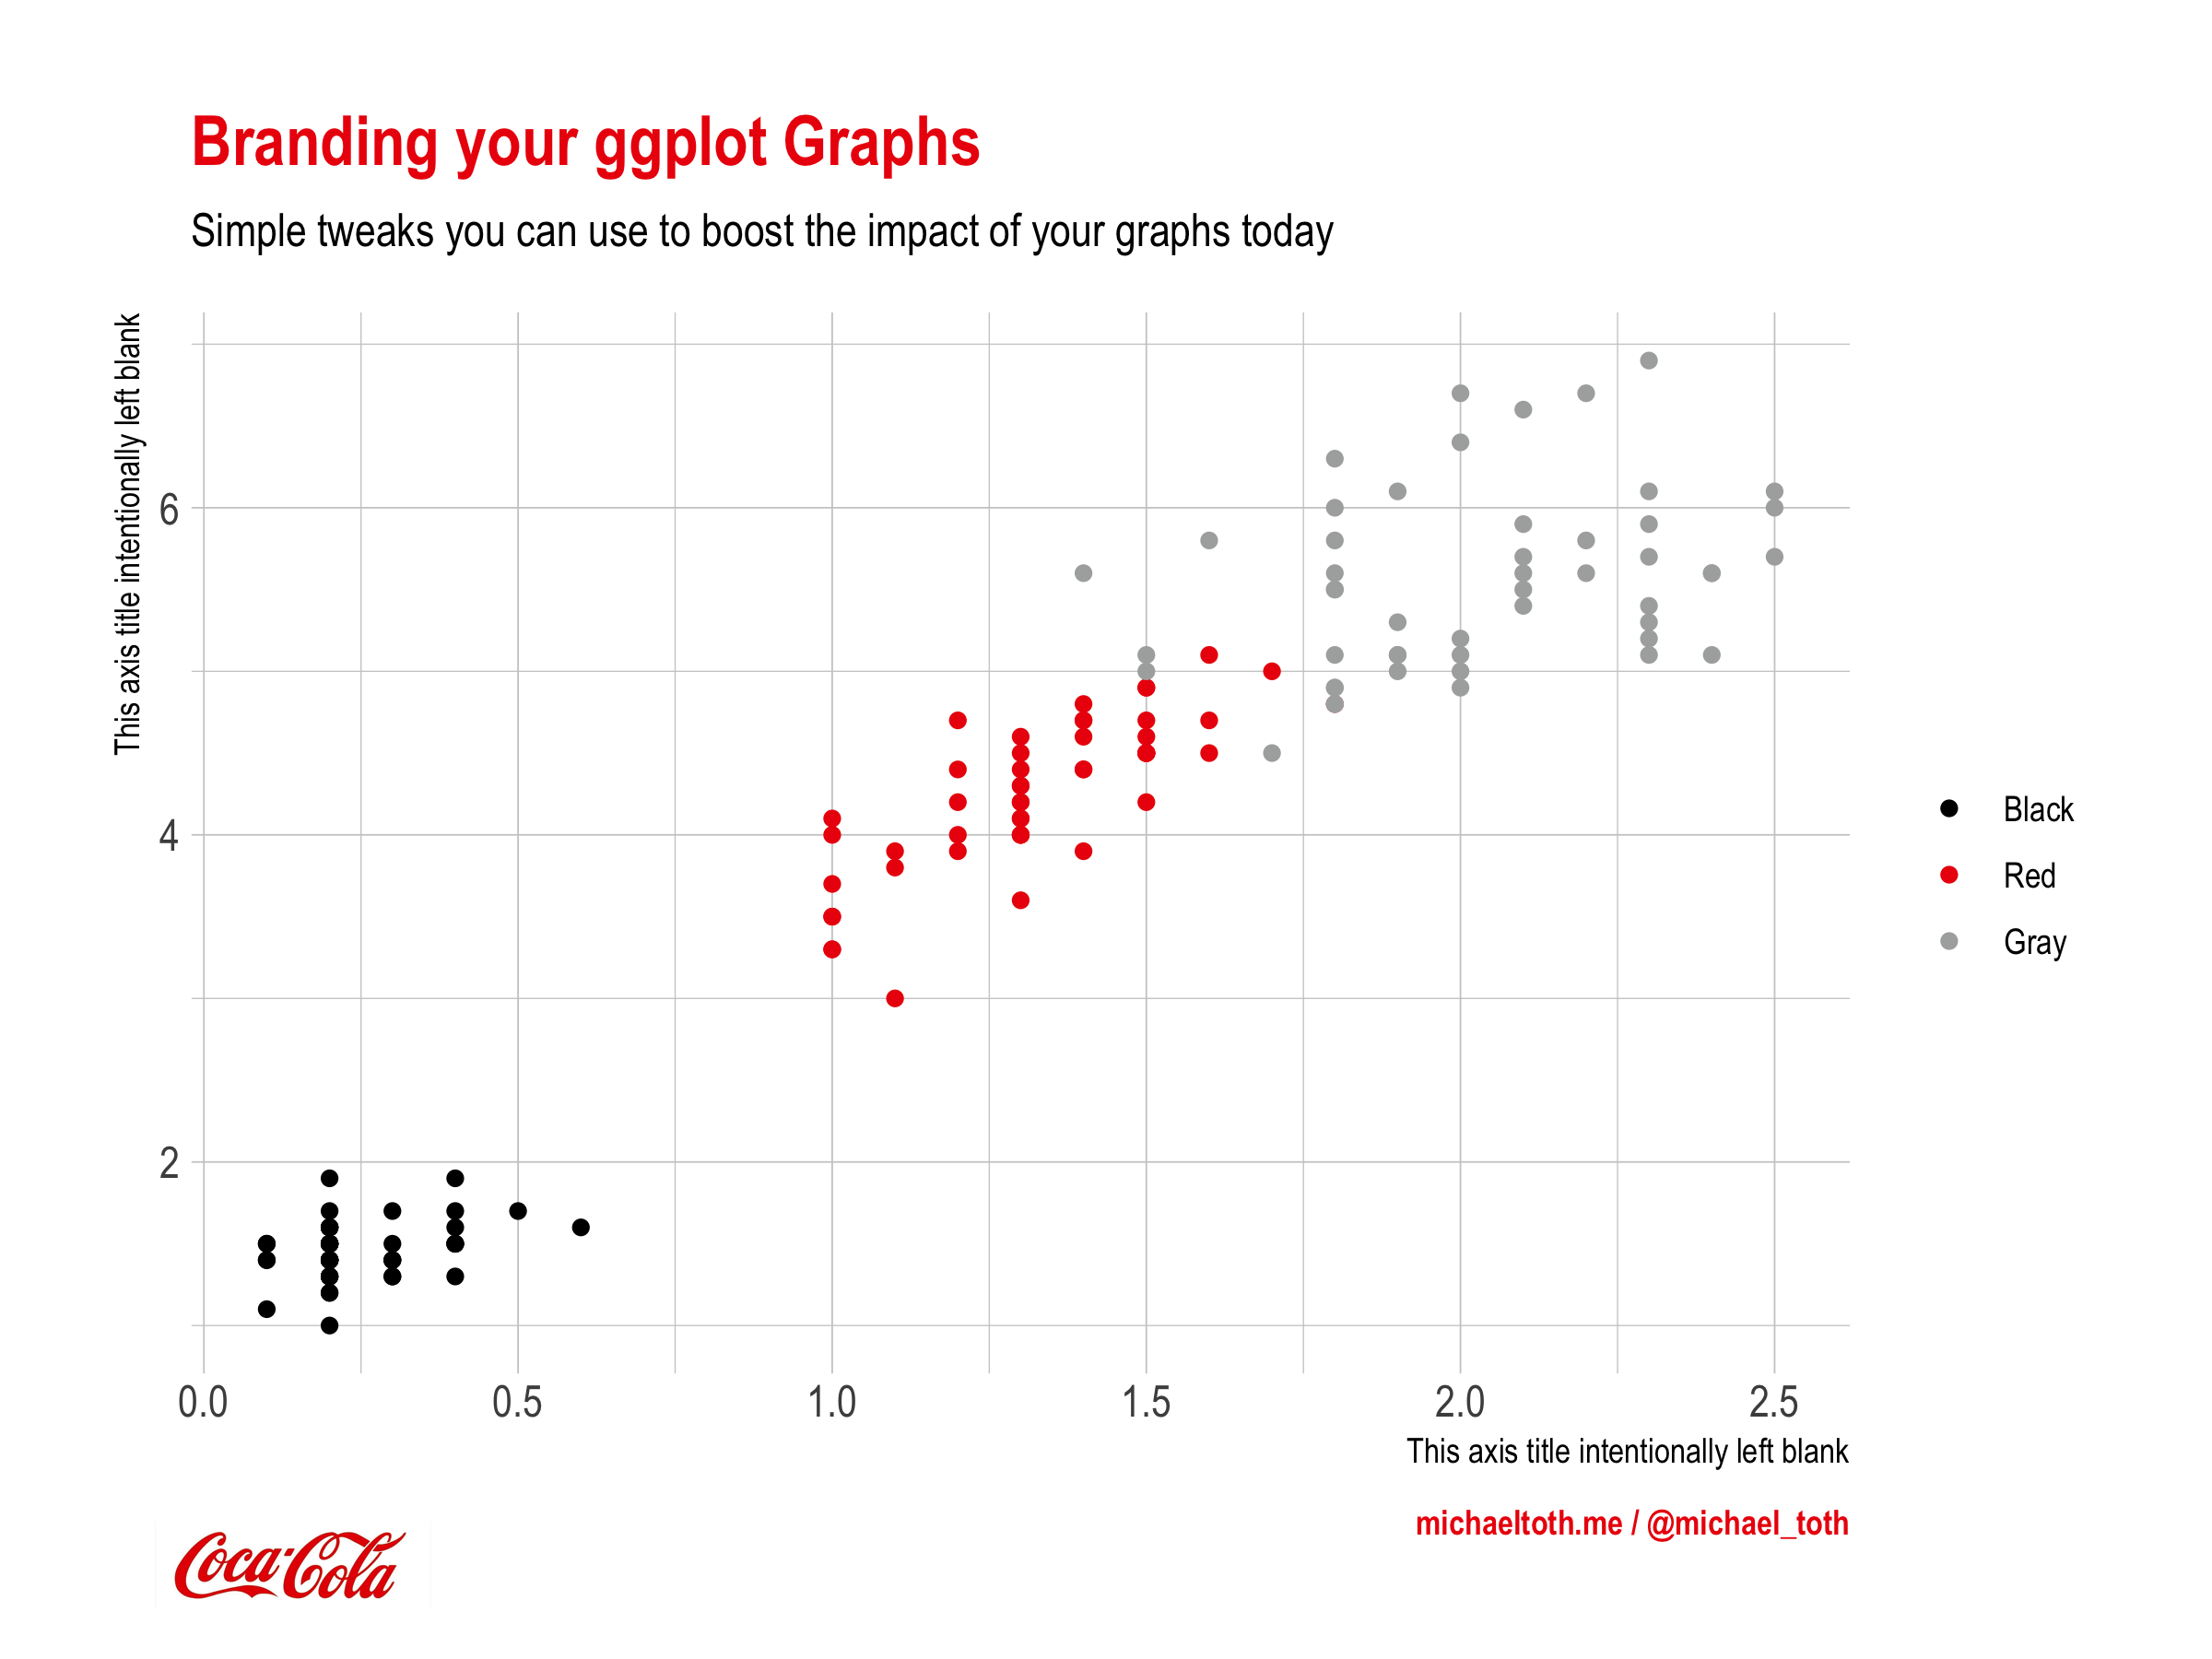 Branding your ggplot Graphs
Simple tweaks you can use to boost the impact of your graphs today
This axis title intentionally left blank
6
4
2
Black
Red
Gray
0.0 0.5 1.0 1.5 2.0 2.5
This axis title intentionally left blank
michaeltoth.me / @michael_toth
Coca-Cola